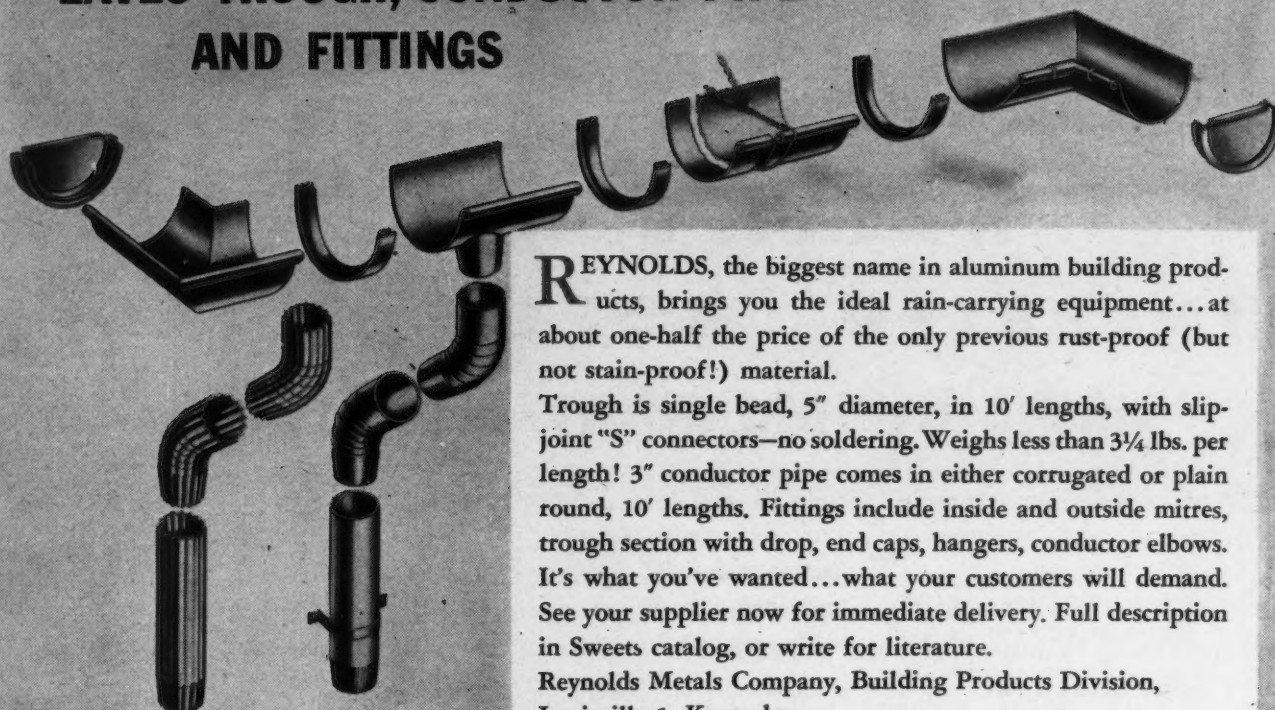 AND FITTINGS
REYNOLDS, the biggest name in aluminum building prod-
ucts, brings you the ideal rain-carrying equipment...at
about one-half the price of the only previous rust-proof (but
not stain-proof!) material.
Trough is single bead, 5″ diameter, in 10′ lengths, with slip-
joint "S" connectors—no soldering. Weighs less than 3¼ lbs. per
length! 3″ conductor pipe comes in either corrugated or plain
round, 10′ lengths. Fittings include inside and outside mitres,
trough section with drop, end caps, hangers, conductor elbows.
It's what you've wanted...what your customers will demand.
See your supplier now for immediate delivery. Full description
in Sweets catalog, or write for literature.
Reynolds Metals Company, Building Products Division,